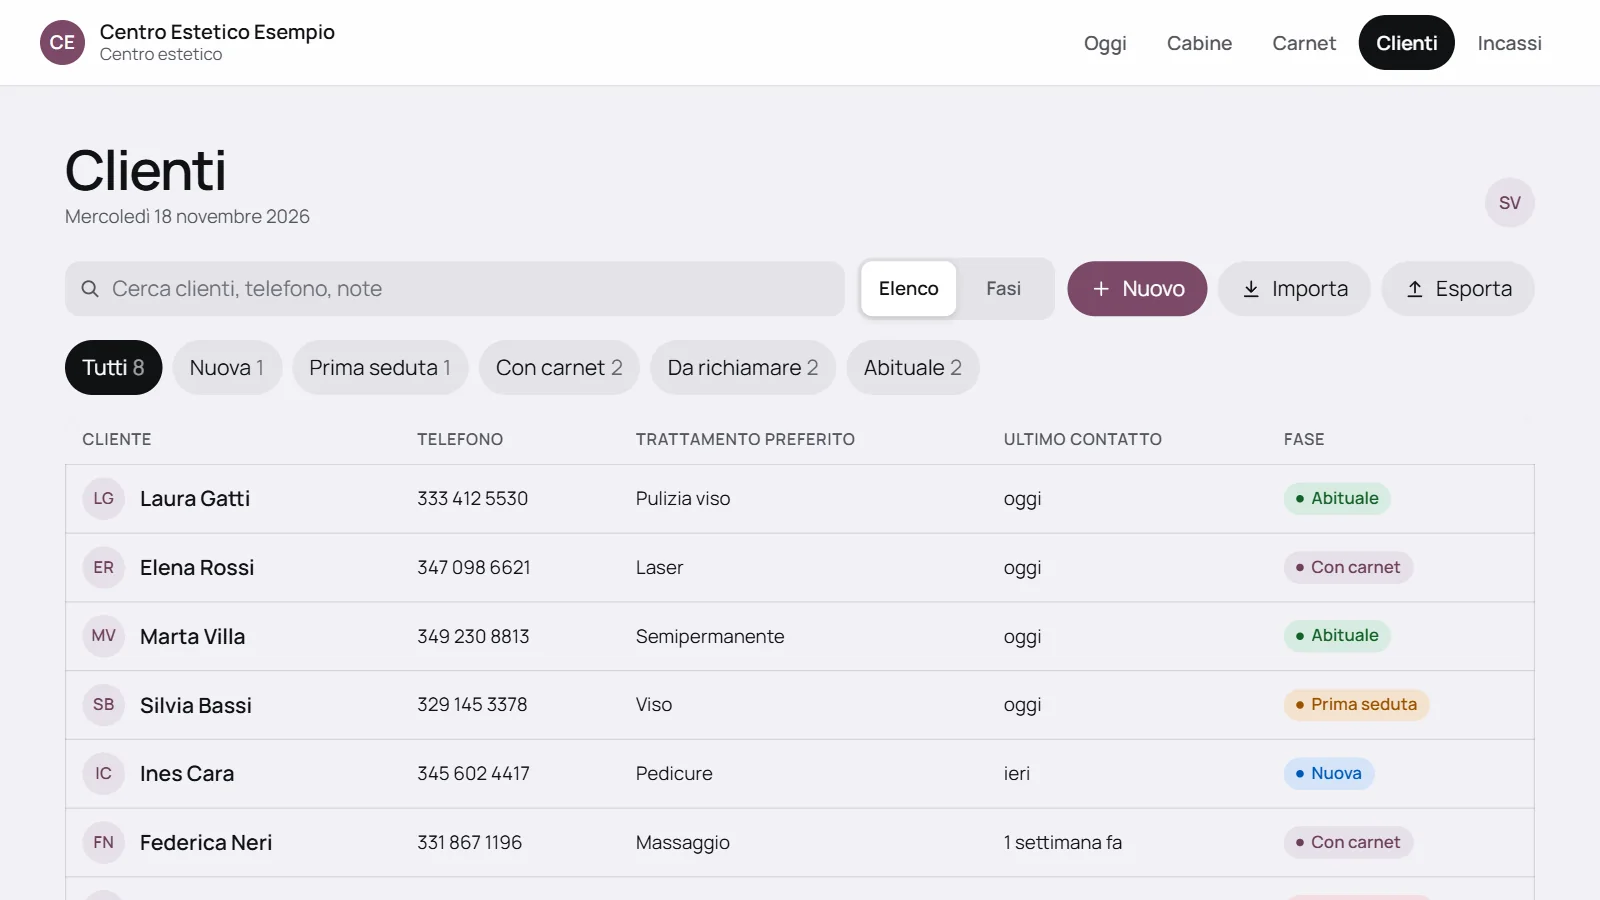 CE
Centro Estetico Esempio
Centro estetico
Oggi
Cabine
Carnet
Clienti
Incassi
Clienti
Mercoledì 18 novembre 2026
SV
Cerca clienti, telefono, note
Elenco
Fasi
Nuovo
Importa
Esporta
Tutti 8
Nuova 1
Prima seduta 1
Con carnet 2
Da richiamare 2
Abituale 2
CLIENTE TELEFONO TRATTAMENTO PREFERITO ULTIMO CONTATTO FASE
LG Laura Gatti 333 412 5530 Pulizia viso oggi Abituale
ER Elena Rossi 347 098 6621 Laser oggi Con carnet
MV Marta Villa 349 230 8813 Semipermanente oggi Abituale
SB Silvia Bassi 329 145 3378 Viso oggi Prima seduta
IC Ines Cara 345 602 4417 Pedicure ieri Nuova
FN Federica Neri 331 867 1196 Massaggio 1 settimana fa Con carnet